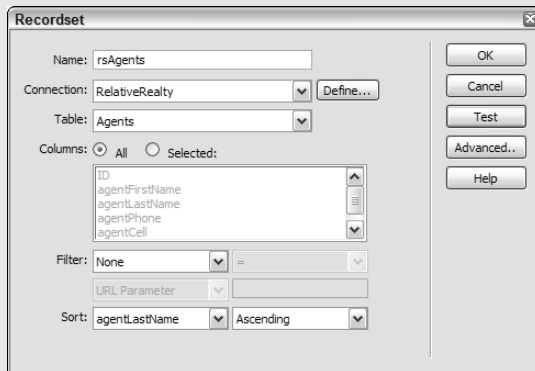 Recordset
Name: rsAgents
OK
Connection: RelativeRealty Define...
Cancel
Table: Agents
Test
Columns: All Selected:
Advanced..
ID
agentFirstName
agentLastName
agentPhone
agentCell
Help
Filter: None =
URL Parameter
Sort: agentLastName Ascending